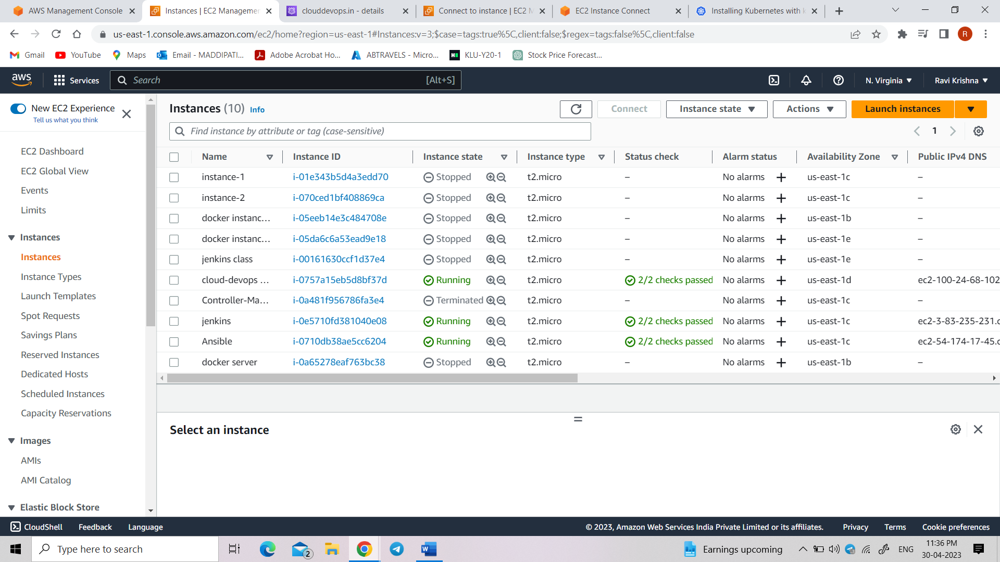 AWS Management Console
Instances | EC2 Managemen
clouddevops.in - details
Connect to instance | EC2 M
EC2 Instance Connect
Installing Kubernetes with k
us-east-1.console.aws.amazon.com/ec2/home?region=us-east-1#Instances:v=3;$case=tags:true%5C,client:false;$regex=tags:false%5C,client:false
R
Gmail
YouTube
Maps
Email - MADDIPATI...
Adobe Acrobat Ho...
ABTRAVELS - Micro...
KLU-Y20-1
Stock Price Forecast...
aws
Services
Search
[Alt+S]
N. Virginia
Ravi Krishna
New EC2 Experience
Tell us what you think
EC2 Dashboard
EC2 Global View
Events
Limits
Instances
Instances
Instance Types
Launch Templates
Spot Requests
Savings Plans
Reserved Instances
Dedicated Hosts
Scheduled Instances
Capacity Reservations
Images
AMIs
AMI Catalog
Elastic Block Store
Instances (10) Info
Connect
Instance state
Actions
Launch instances
Find instance by attribute or tag (case-sensitive)
1
Name Instance ID Instance state Instance type Status check Alarm status Availability Zone Public IPv4 DNS
instance-1 i-01e343b5d4a3edd70 Stopped t2.micro – No alarms + us-east-1c –
instance-2 i-070ced1bf408869ca Stopped t2.micro – No alarms + us-east-1c –
docker instanc... i-05eeb14e3c484708e Stopped t2.micro – No alarms + us-east-1b –
docker instanc... i-05da6c6a53ead9e18 Stopped t2.micro – No alarms + us-east-1e –
jenkins class i-00161630ccf1d37e4 Stopped t2.micro – No alarms + us-east-1e –
cloud-devops ... i-0757a15eb5d8bf37d Running t2.micro 2/2 checks passed No alarms + us-east-1d ec2-100-24-68-102
Controller-Ma... i-0a481f956786fa3e4 Terminated t2.micro – No alarms + us-east-1c –
jenkins i-0e5710fd381040e08 Running t2.micro 2/2 checks passed No alarms + us-east-1c ec2-3-83-235-231.c
Ansible i-0710db38ae5cc6204 Running t2.micro 2/2 checks passed No alarms + us-east-1c ec2-54-174-17-45.c
docker server i-0a65278eaf763bc38 Stopped t2.micro – No alarms + us-east-1b –
Select an instance
CloudShell
Feedback
Language
© 2023, Amazon Web Services India Private Limited or its affiliates.
Privacy
Terms
Cookie preferences
Type here to search
2
Earnings upcoming
ENG
11:36 PM
30-04-2023